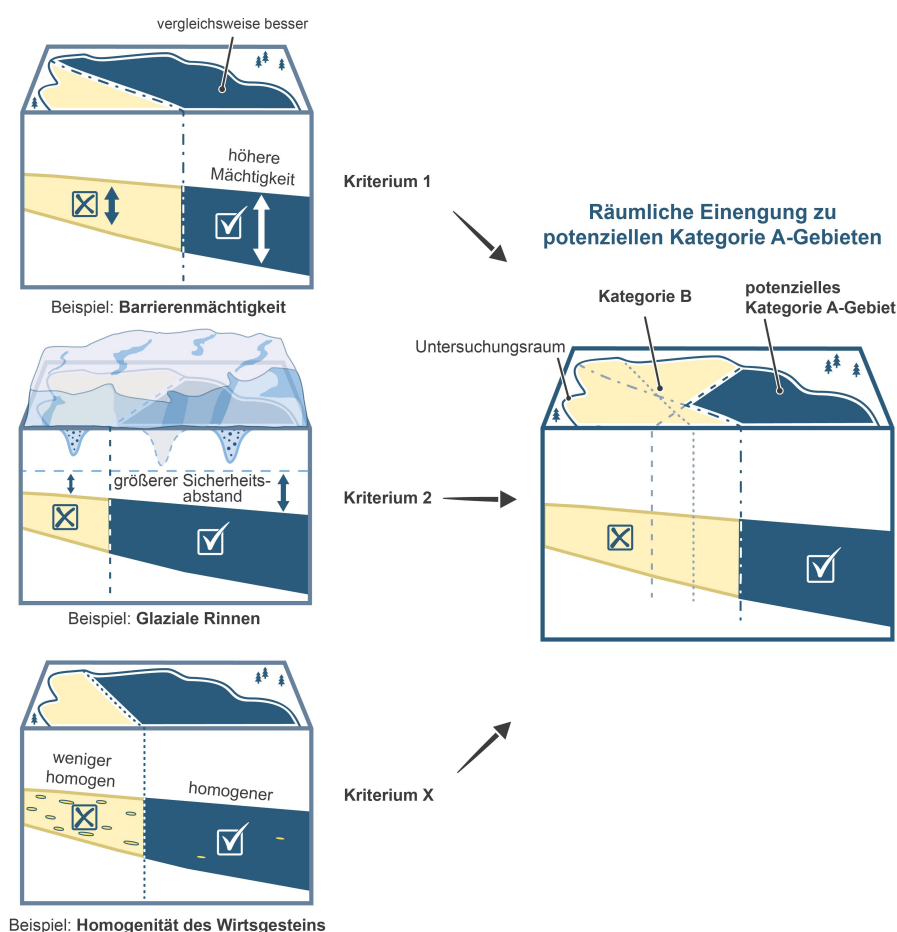 vergleichsweise besser
höhere
Mächtigkeit
Beispiel: Barrierenmächtigkeit
Kriterium 1
größerer Sicherheits-
abstand
Beispiel: Glaziale Rinnen
Kriterium 2
weniger
homogen
homogener
Beispiel: Homogenität des Wirtsgesteins
Kriterium X
Räumliche Einengung zu
potenziellen Kategorie A-Gebieten
Kategorie B
potenzielles
Kategorie A-Gebiet
Untersuchungsraum